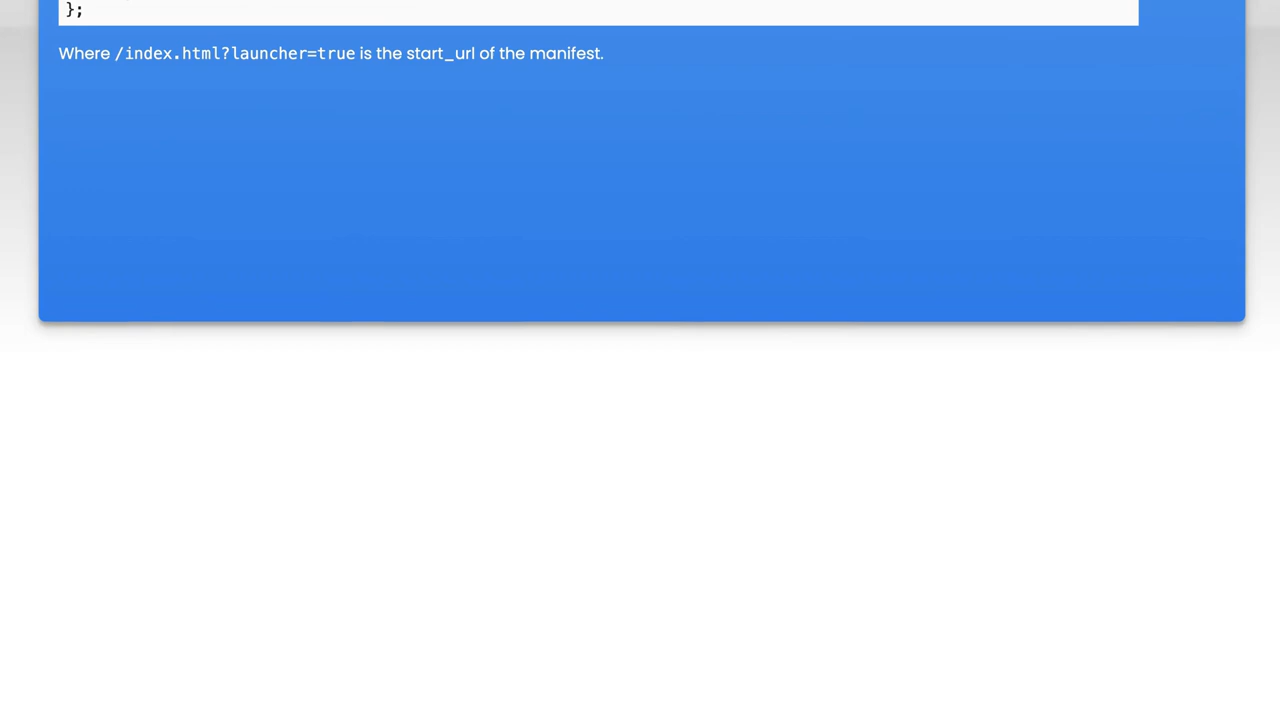 };
Where /index.html?launcher=true is the start_url of the manifest.